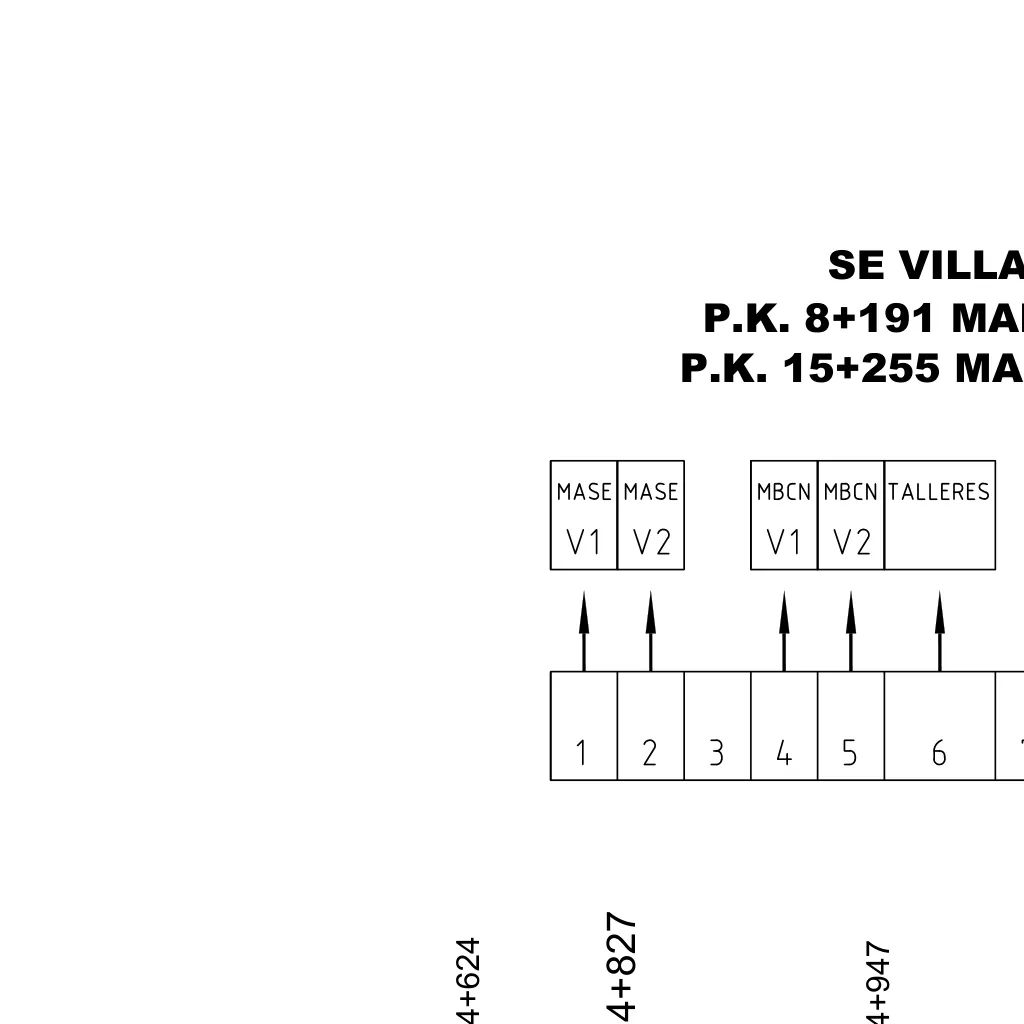 SE VILLA
P.K. 8+191 MA
P.K. 15+255 MA
MASE MASE MBCN MBCN TALLERES
V1 V2 V1 V2
1 2 3 4 5 6
4+624
4+827
4+947